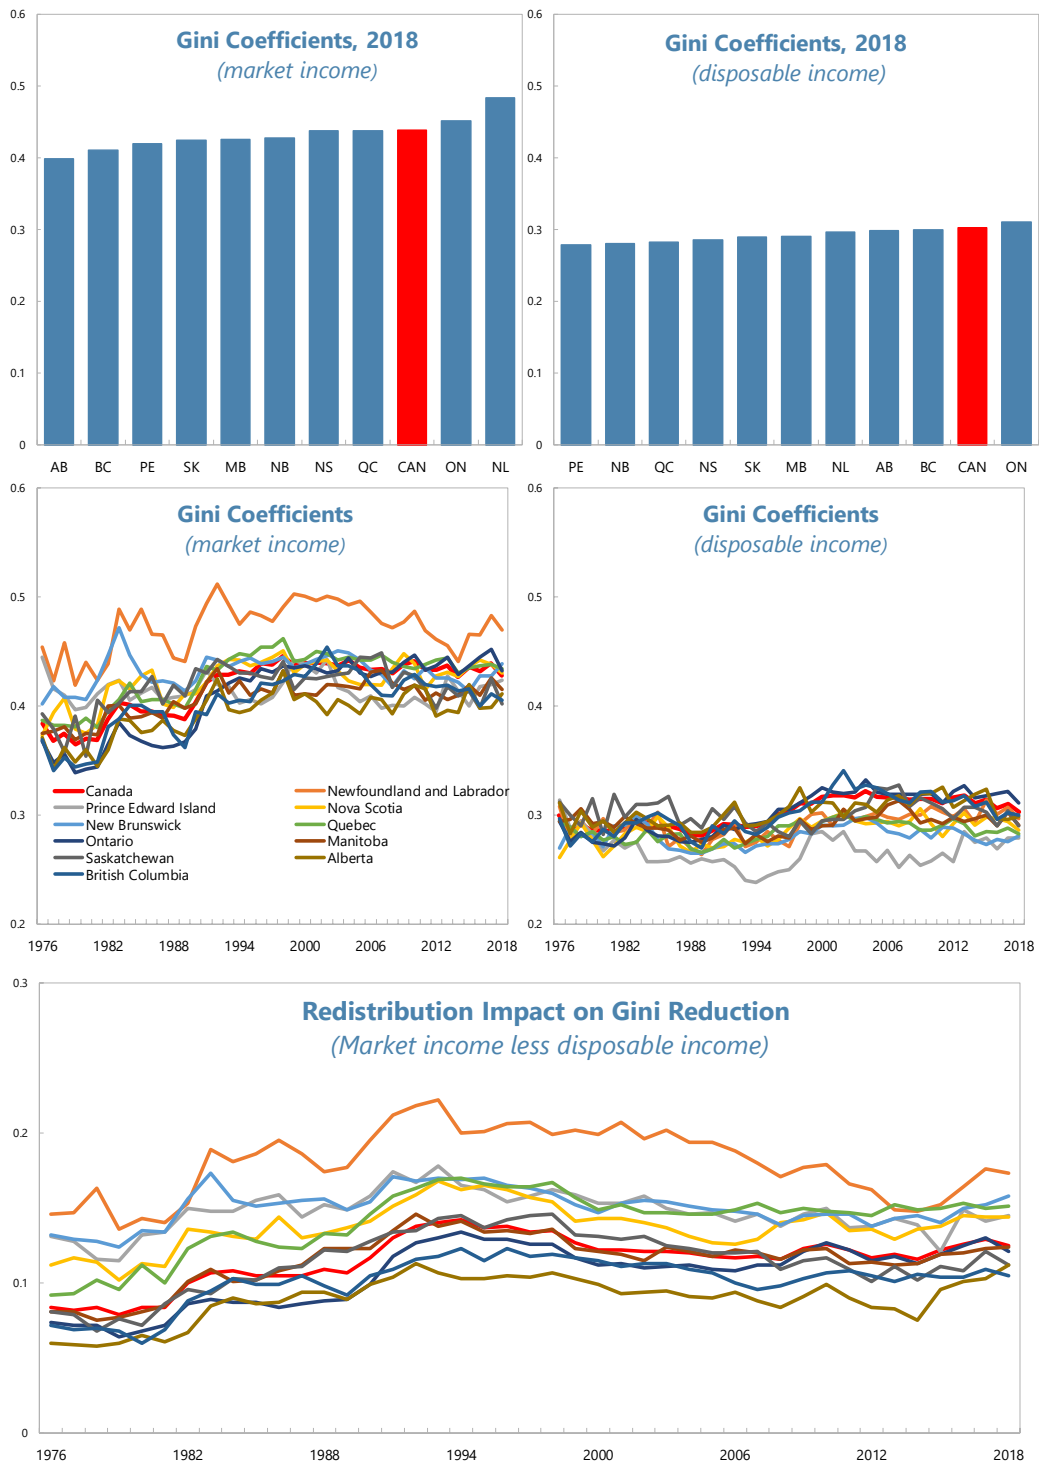 Gini Coefficients, 2018
(market income)
0.6
0.5
0.4
0.3
0.2
0.1
0
AB BC PE SK MB NB NS QC CAN ON NL
Gini Coefficients, 2018
(disposable income)
0.6
0.5
0.4
0.3
0.2
0.1
0
PE NB QC NS SK MB NL AB BC CAN ON
Gini Coefficients
(market income)
0.6
0.5
0.4
0.3
0.2
Canada
Newfoundland and Labrador
Prince Edward Island
Nova Scotia
New Brunswick
Quebec
Ontario
Manitoba
Saskatchewan
Alberta
British Columbia
1976 1982 1988 1994 2000 2006 2012 2018
Gini Coefficients
(disposable income)
0.6
0.5
0.4
0.3
0.2
1976 1982 1988 1994 2000 2006 2012 2018
Redistribution Impact on Gini Reduction
(Market income less disposable income)
0.3
0.2
0.1
0
1976 1982 1988 1994 2000 2006 2012 2018